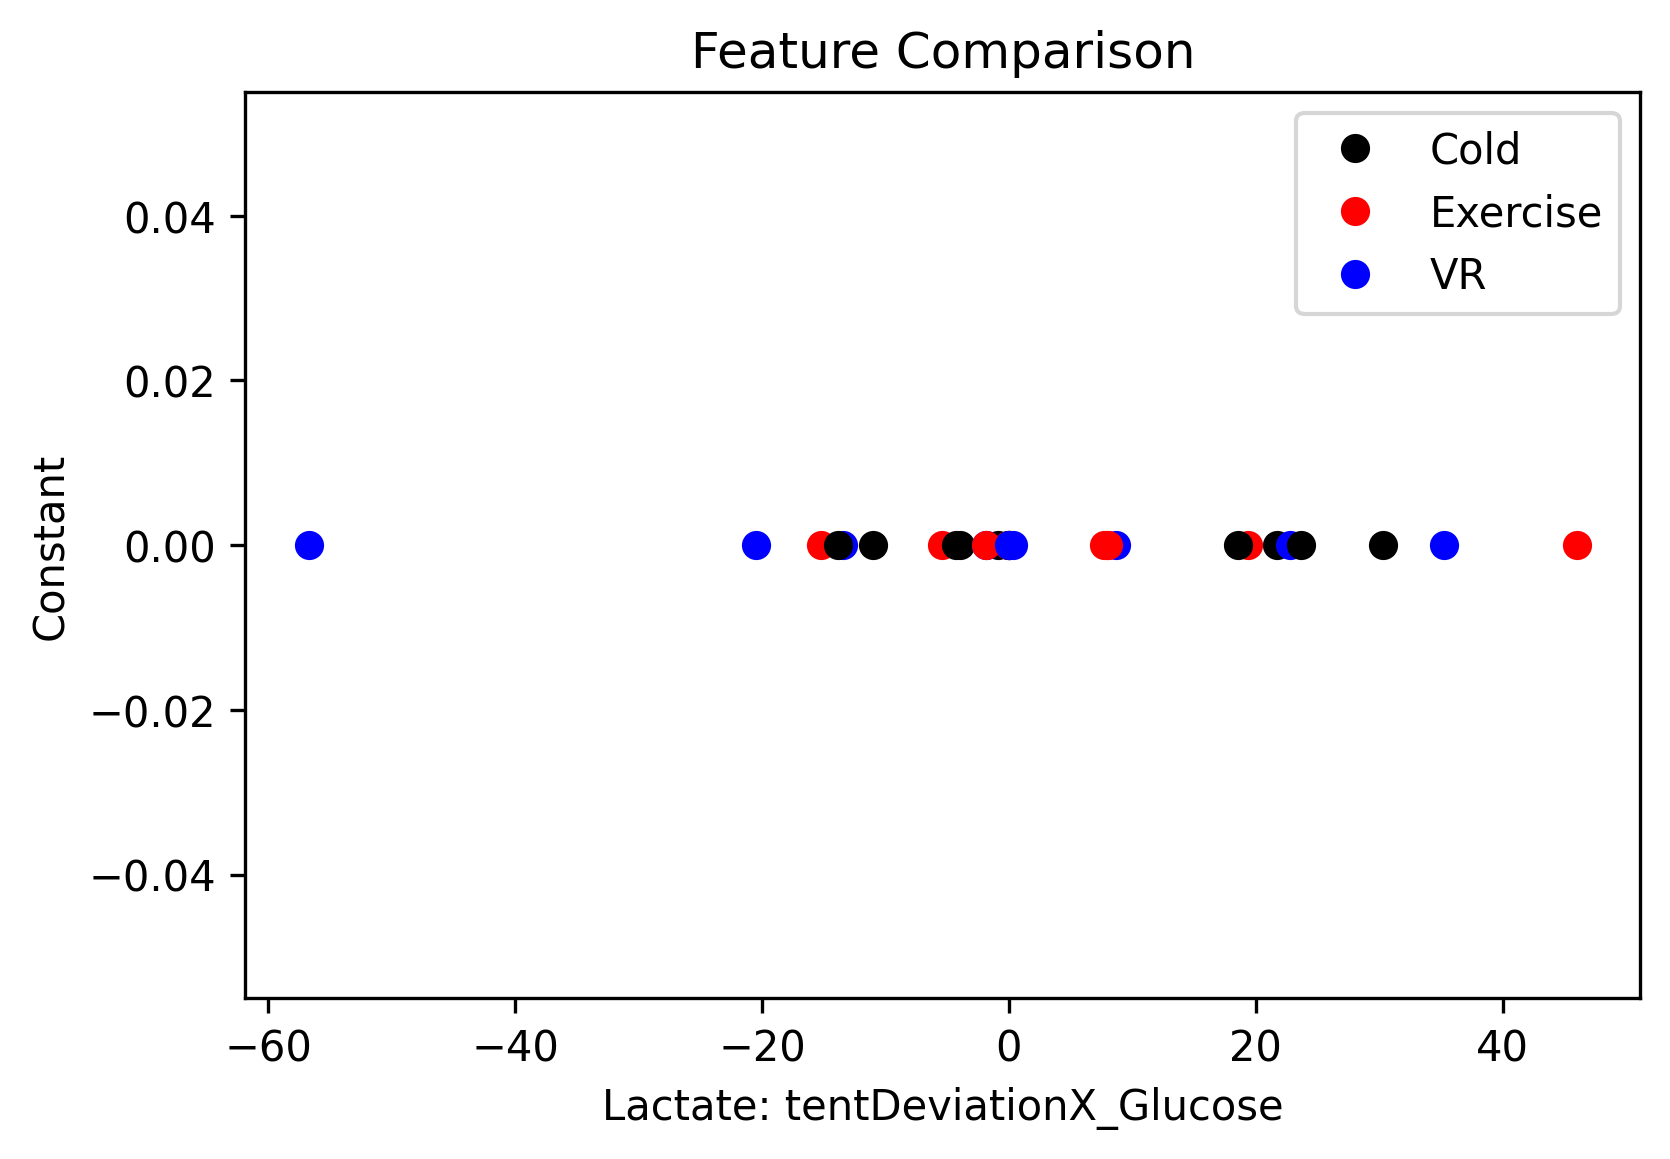 Feature Comparison
Cold
Exercise
VR
0.04
0.02
0.00
−0.02
−0.04
Constant
−60 −40 −20 0 20 40
Lactate: tentDeviationX_Glucose